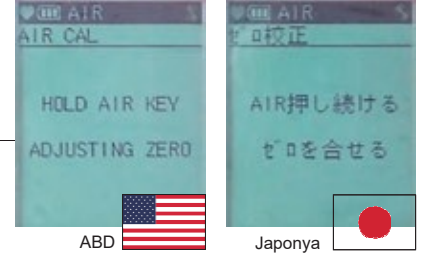 AIR
AIR CAL
HOLD AIR KEY
ADJUSTING ZERO
ABD
AIR
ｾﾞﾛ校正
AIR押し続ける
ｾﾞﾛを合せる
Japonya